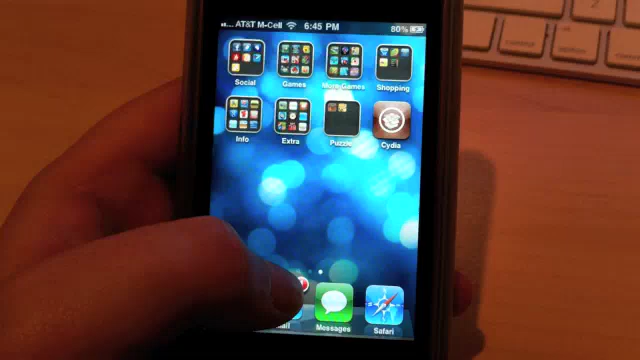 AT&T M-Cell 6:45 PM 80%
Social Games More Games Shopping
Info Extra Puzzle Cydia
Messages Safari